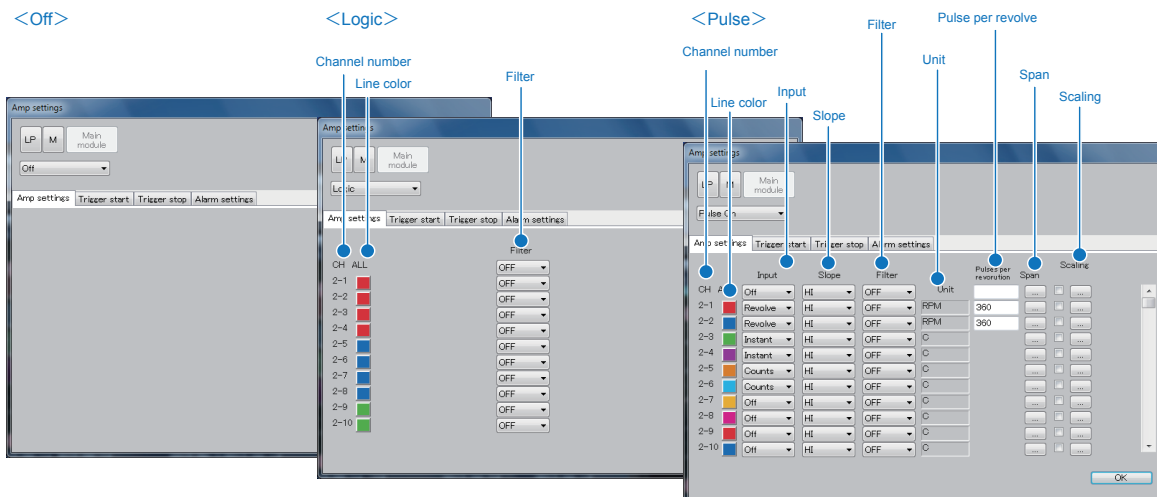 ＜Off＞
Amp settings
LP M Main module
Off
Amp settings Trigger start Trigger stop Alarm settings
＜Logic＞
Channel number
Line color
Filter
Amp settings
LP M Main module
Logic
Amp settings Trigger start Trigger stop Alarm settings
Filter
CH ALL OFF
2-1 OFF
2-2 OFF
2-3 OFF
2-4 OFF
2-5 OFF
2-6 OFF
2-7 OFF
2-8 OFF
2-9 OFF
2-10 OFF
＜Pulse＞
Channel number
Line color
Input
Slope
Filter
Unit
Pulse per revolve
Span
Scaling
Amp settings
LP M Main module
Pulse On
Amp settings Trigger start Trigger stop Alarm settings
Input Slope Filter Unit Pulses per revorution Span Scaling
CH A Off HI OFF ... ...
2-1 Revolve HI OFF RPM 360 ... ...
2-2 Revolve HI OFF RPM 360 ... ...
2-3 Instant HI OFF C ... ...
2-4 Instant HI OFF C ... ...
2-5 Counts HI OFF C ... ...
2-6 Counts HI OFF C ... ...
2-7 Off HI OFF C ... ...
2-8 Off HI OFF C ... ...
2-9 Off HI OFF C ... ...
2-10 Off HI OFF C ... ...
OK